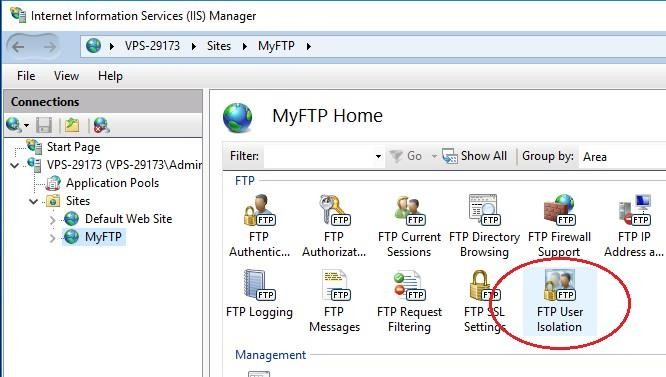 Internet Information Services (IIS) Manager
VPS-29173 Sites MyFTP
File View Help
Connections
Start Page
VPS-29173 (VPS-29173\Admir
Application Pools
Sites
Default Web Site
MyFTP
MyFTP Home
Filter: Go Show All Group by: Area
FTP
FTP Authentic...
FTP Authorizat...
FTP Current Sessions
FTP Directory Browsing
FTP Firewall Support
FTP IP Address a...
FTP Logging
FTP Messages
FTP Request Filtering
FTP SSL Settings
FTP User Isolation
Management